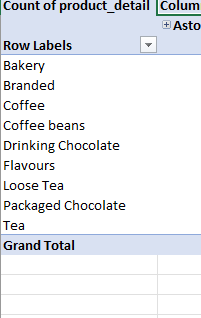 Count of product_detail Colum
Asto
Row Labels
Bakery
Branded
Coffee
Coffee beans
Drinking Chocolate
Flavours
Loose Tea
Packaged Chocolate
Tea
Grand Total